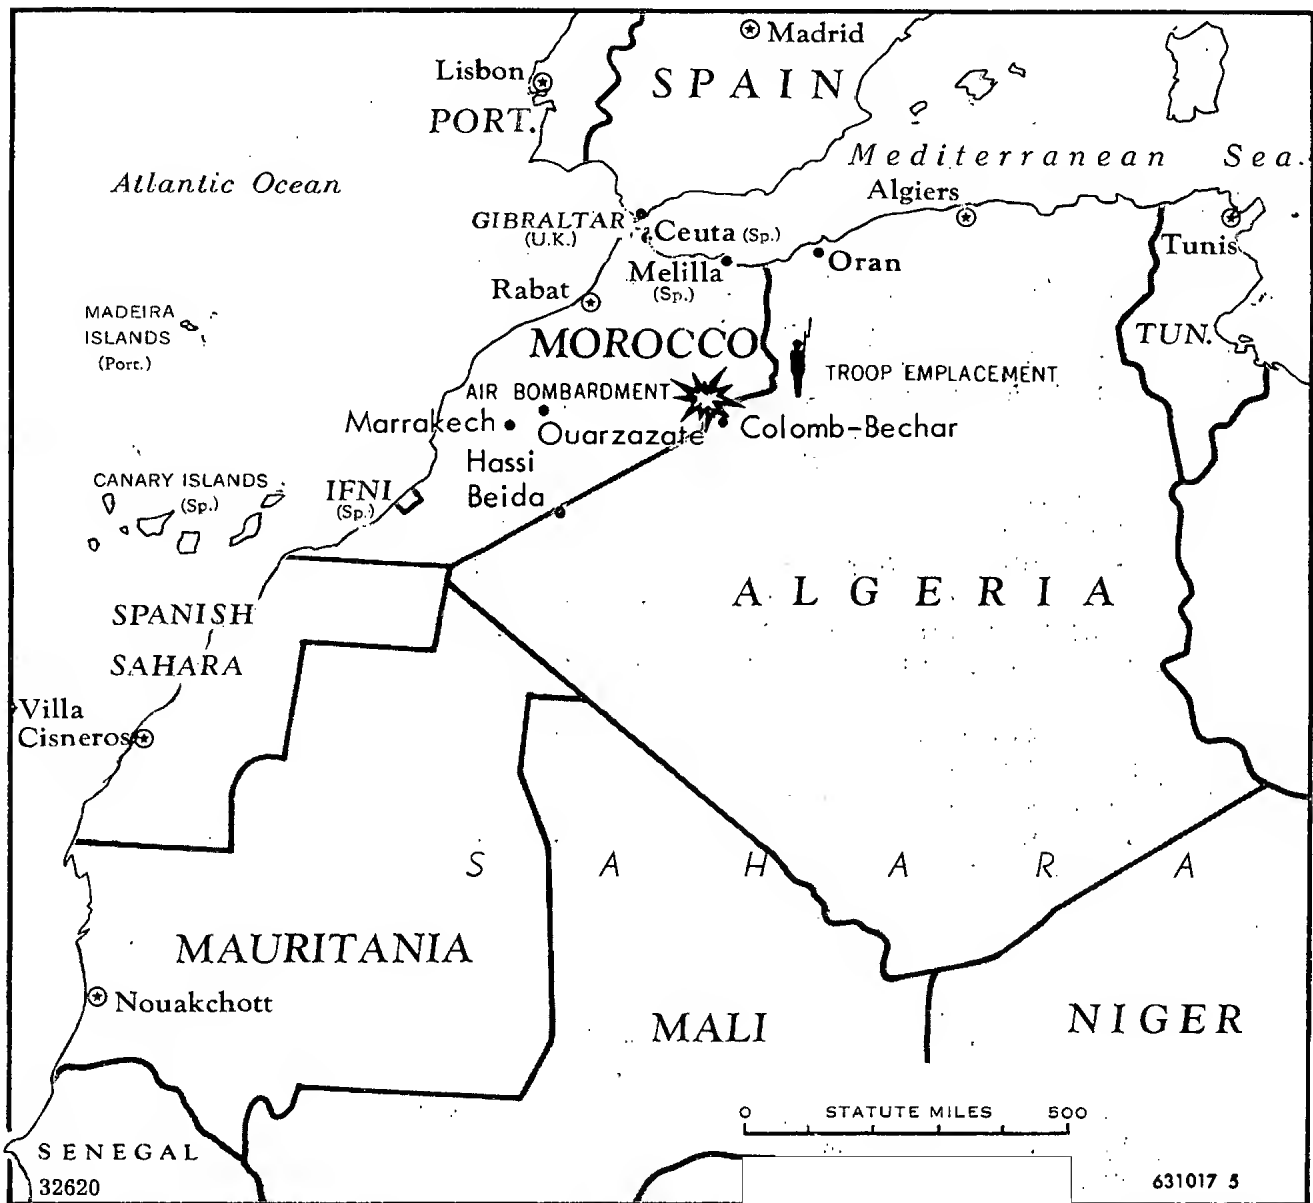 Madrid
Lisbon
SPAIN
PORT.
Mediterranean Sea
Atlantic Ocean
Algiers
GIBRALTAR
(U.K.)
Ceuta (Sp.)
Tunis
Oran
Melilla
(Sp.)
Rabat
MADEIRA
ISLANDS
(Port.)
MOROCCO
TUN.
TROOP EMPLACEMENT
AIR BOMBARDMENT
Marrakech
Ouarzazate
Colomb-Bechar
Hassi
Beida
CANARY ISLANDS
(Sp.)
IFNI
(Sp.)
ALGERIA
SPANISH
SAHARA
Villa
Cisneros
SAHARA
MAURITANIA
Nouakchott
MALI
NIGER
0 STATUTE MILES 500
SENEGAL
32620
631017 5